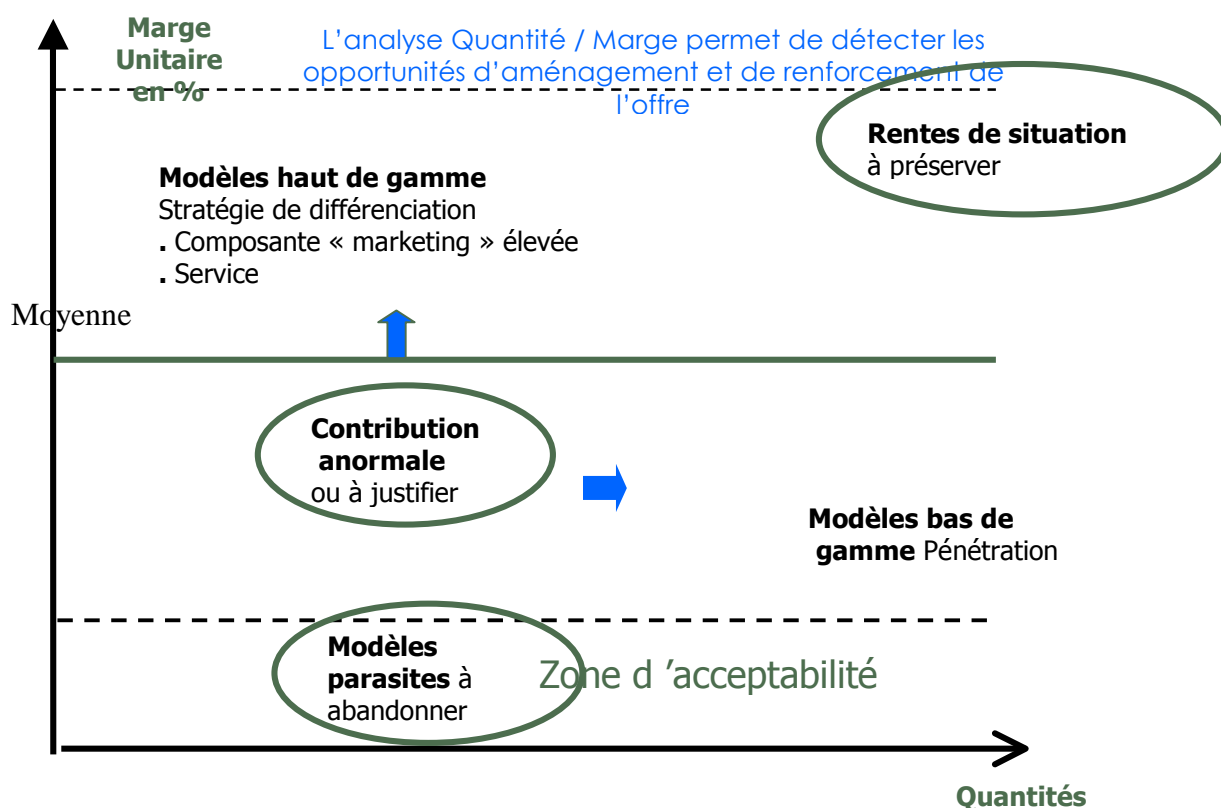 Marge
Unitaire
en %
L’analyse Quantité / Marge permet de détecter les
opportunités d’aménagement et de renforcement de
l’offre
Rentes de situation
à préserver
Modèles haut de gamme
Stratégie de différenciation
. Composante « marketing » élevée
. Service
Moyenne
Contribution
anormale
ou à justifier
Modèles bas de
gamme Pénétration
Modèles
parasites à
abandonner
Zone d ’acceptabilité
Quantités